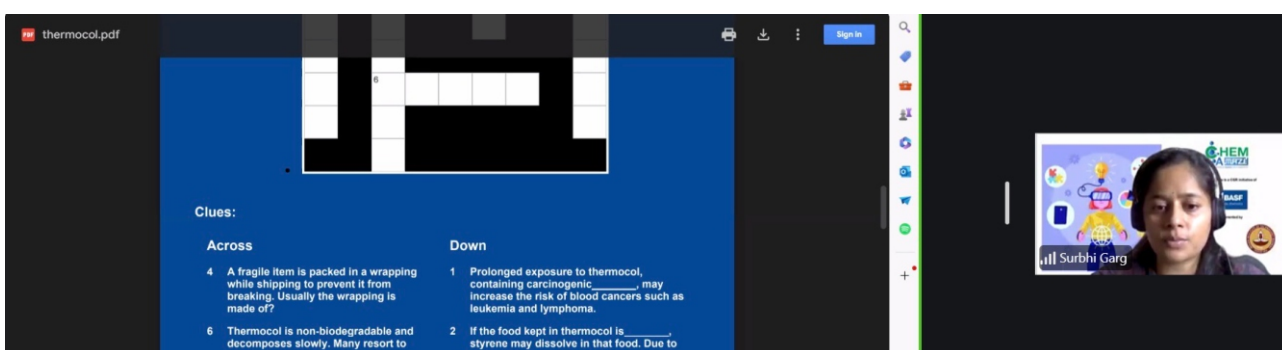 PDF thermocol.pdf
Sign in
6
Clues:
Across
4 A fragile item is packed in a wrapping
while shipping to prevent it from
breaking. Usually the wrapping is
made of?
6 Thermocol is non-biodegradable and
decomposes slowly. Many resort to
Down
1 Prolonged exposure to thermocol,
containing carcinogenic_______, may
increase the risk of blood cancers such as
leukemia and lymphoma.
2 If the food kept in thermocol is_______,
styrene may dissolve in that food. Due to
CHEM
BASF
Surbhi Garg